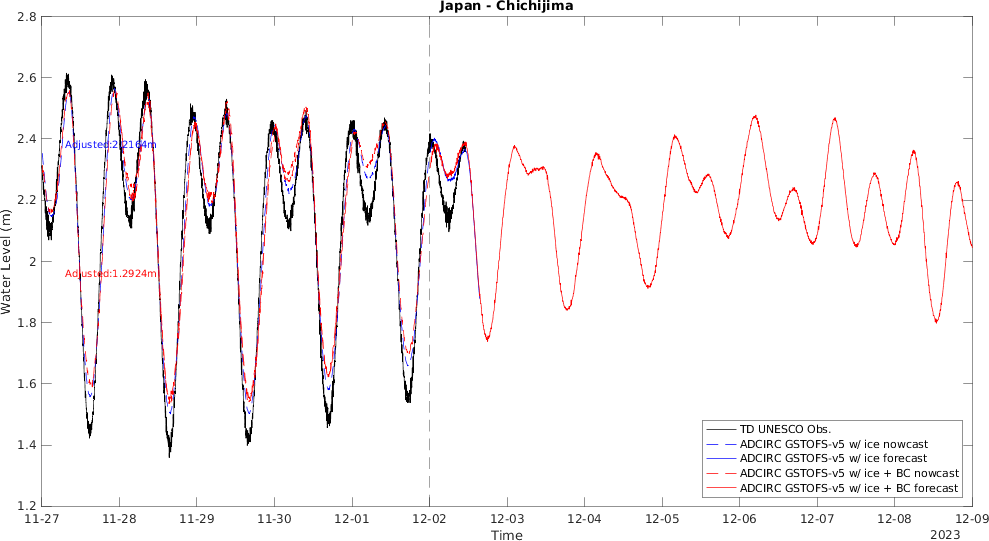 Japan - Chichijima
2.8
2.6
2.4
2.2
2
1.8
1.6
1.4
1.2
Water Level (m)
Adjusted:2.2164m
Adjusted:1.2924m
TD UNESCO Obs.
ADCIRC GSTOFS-v5 w/ ice nowcast
ADCIRC GSTOFS-v5 w/ ice forecast
ADCIRC GSTOFS-v5 w/ ice + BC nowcast
ADCIRC GSTOFS-v5 w/ ice + BC forecast
11-27 11-28 11-29 11-30 12-01 12-02 12-03 12-04 12-05 12-06 12-07 12-08 12-09
Time
2023